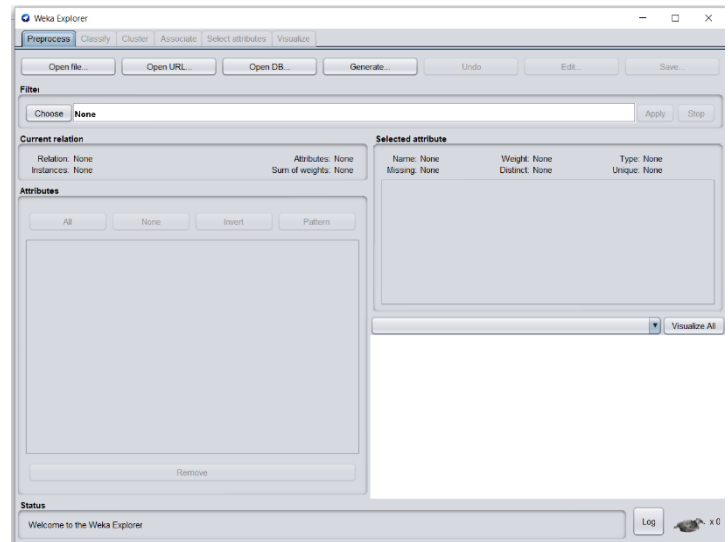 Weka Explorer
Preprocess Classify Cluster Associate Select attributes Visualize
Open file... Open URL... Open DB... Generate... Undo Edit... Save...
Filter
Choose None Apply Stop
Current relation
Relation: None Attributes: None
Instances: None Sum of weights: None
Selected attribute
Name: None Weight: None Type: None
Missing: None Distinct: None Unique: None
Attributes
All None Invert Pattern
Visualize All
Remove
Status
Welcome to the Weka Explorer
Log x 0